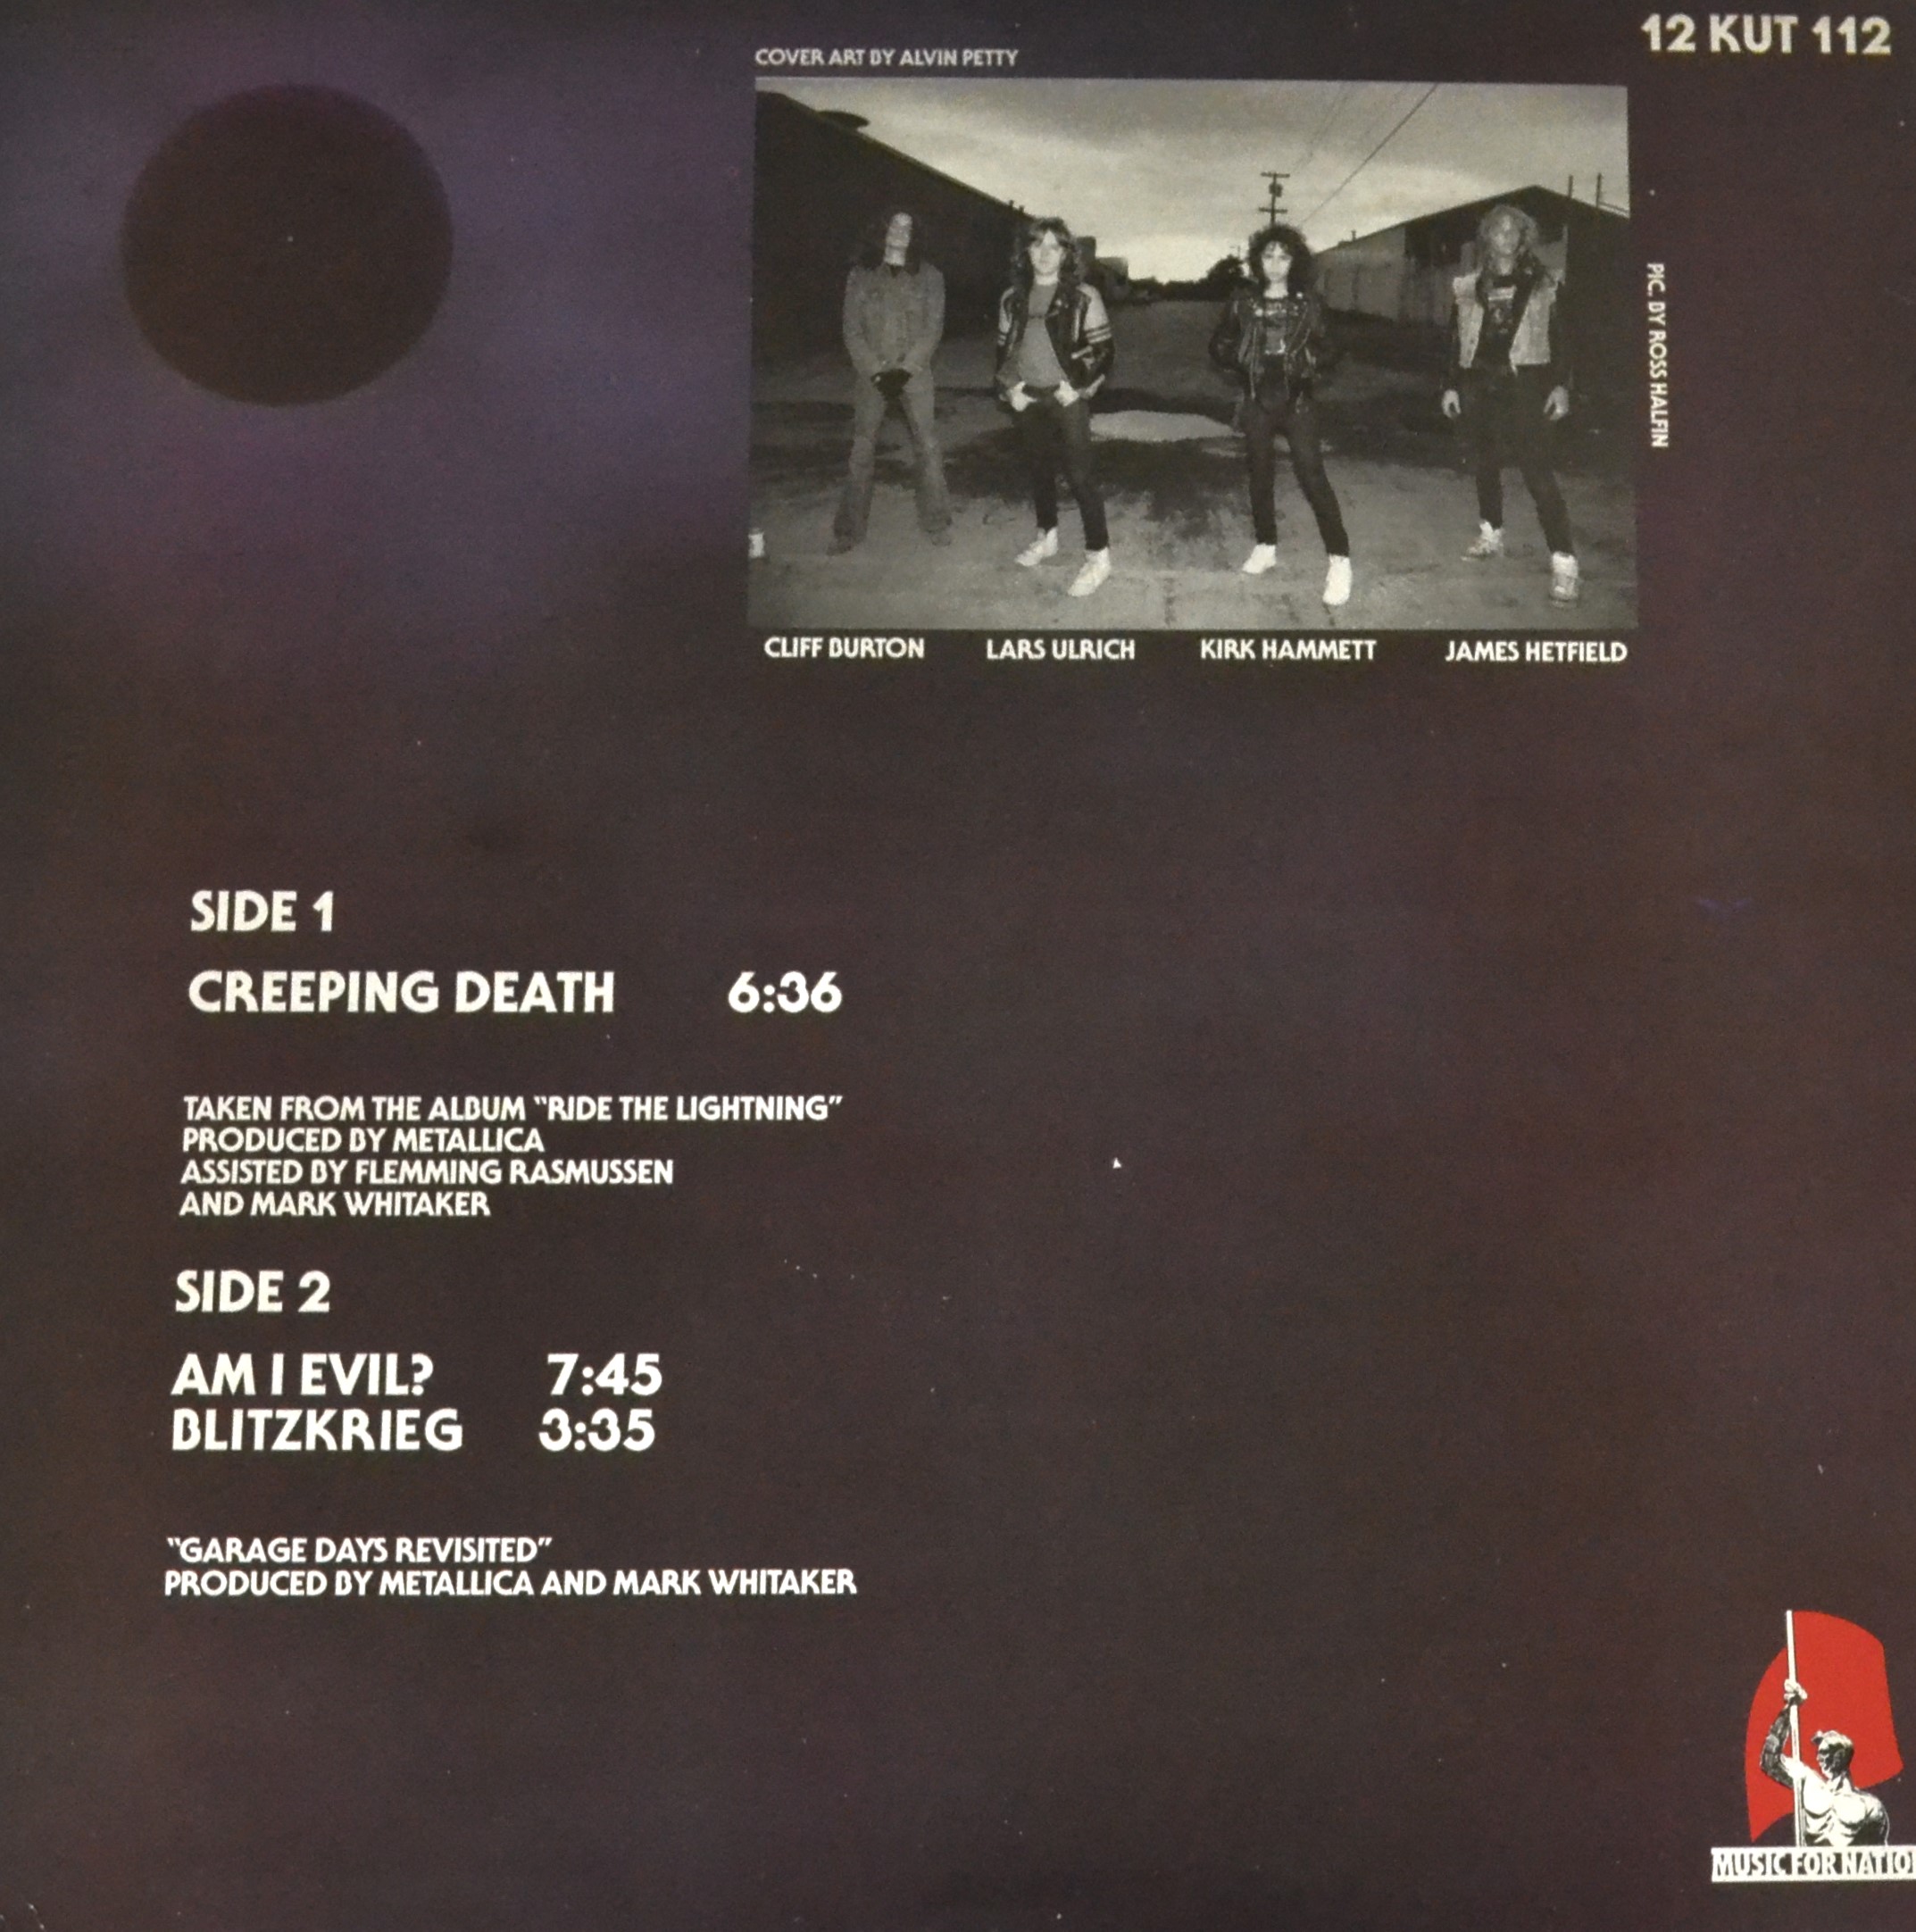 12 KUT 112
COVER ART BY ALVIN PETTY
PIC. BY ROSS HALFIN
CLIFF BURTON LARS ULRICH KIRK HAMMETT JAMES HETFIELD
SIDE 1
CREEPING DEATH 6:36
TAKEN FROM THE ALBUM "RIDE THE LIGHTNING"
PRODUCED BY METALLICA
ASSISTED BY FLEMMING RASMUSSEN
AND MARK WHITAKER
SIDE 2
AM I EVIL? 7:45
BLITZKRIEG 3:35
"GARAGE DAYS REVISITED"
PRODUCED BY METALLICA AND MARK WHITAKER
MUSIC FOR NATIO